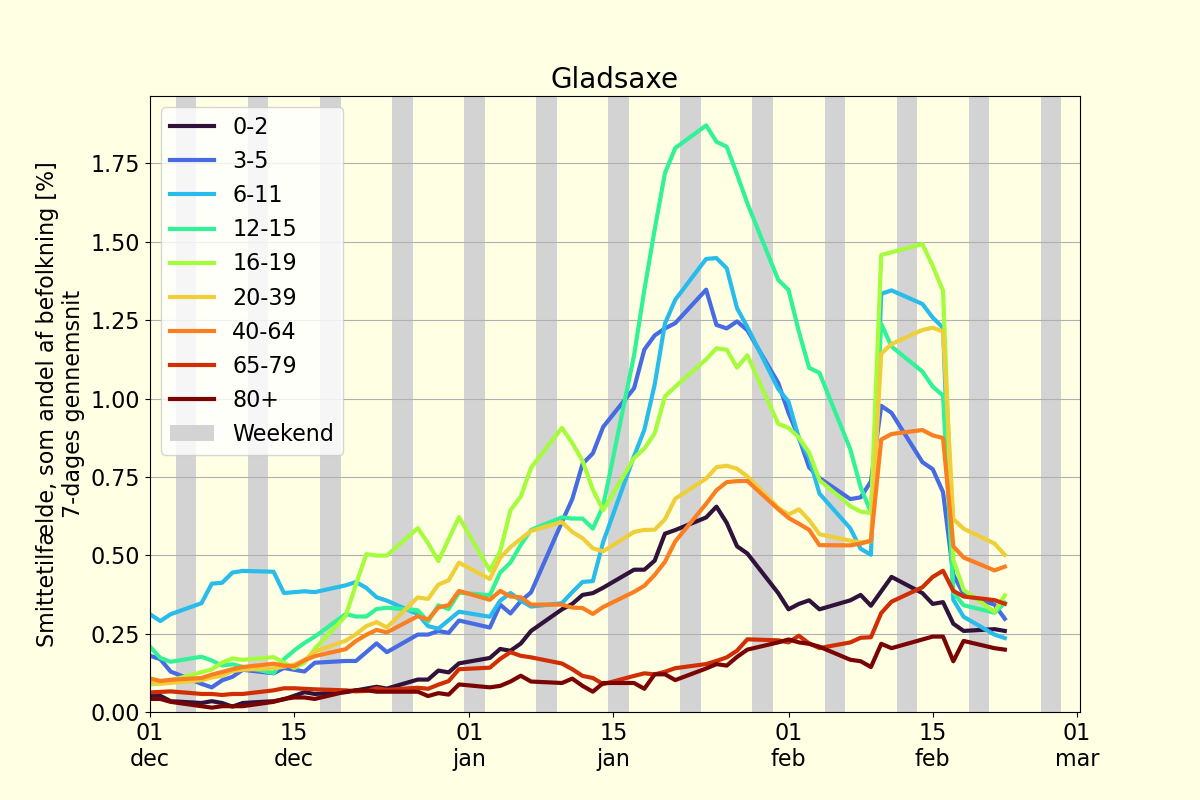 Gladsaxe
Smittetilfælde, som andel af befolkning [%]
7-dages gennemsnit
1.75
1.50
1.25
1.00
0.75
0.50
0.25
0.00
0-2
3-5
6-11
12-15
16-19
20-39
40-64
65-79
80+
Weekend
01 15 01 15 01 15 01
dec dec jan jan feb feb mar